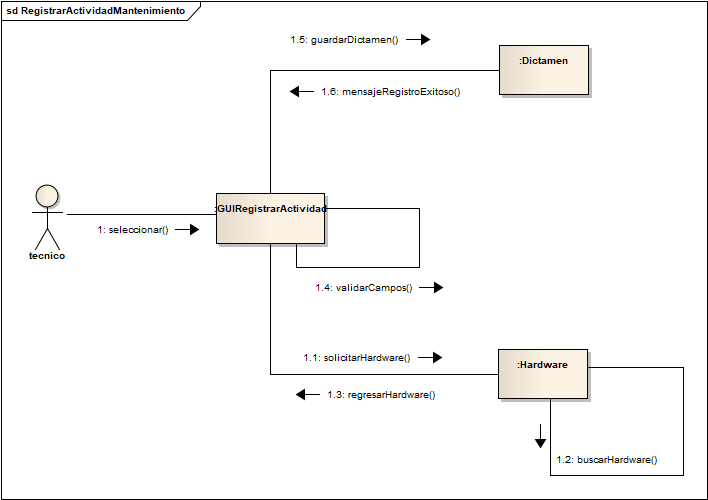 sd RegistrarActividadMantenimiento
1.5: guardarDictamen()
:Dictamen
1.6: mensajeRegistroExitoso()
:GUIRegistrarActividad
1: seleccionar()
tecnico
1.4: validarCampos()
1.1: solicitarHardware()
:Hardware
1.3: regresarHardware()
1.2: buscarHardware()